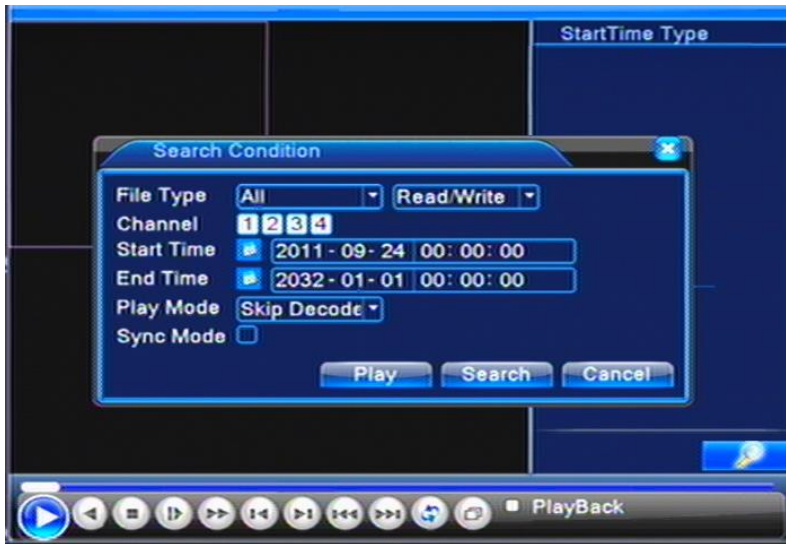 StartTime Type
Search Condition
File Type All Read/Write
Channel 1 2 3 4
Start Time 2011-09-24 00:00:00
End Time 2032-01-01 00:00:00
Play Mode Skip Decode
Sync Mode
Play Search Cancel
PlayBack